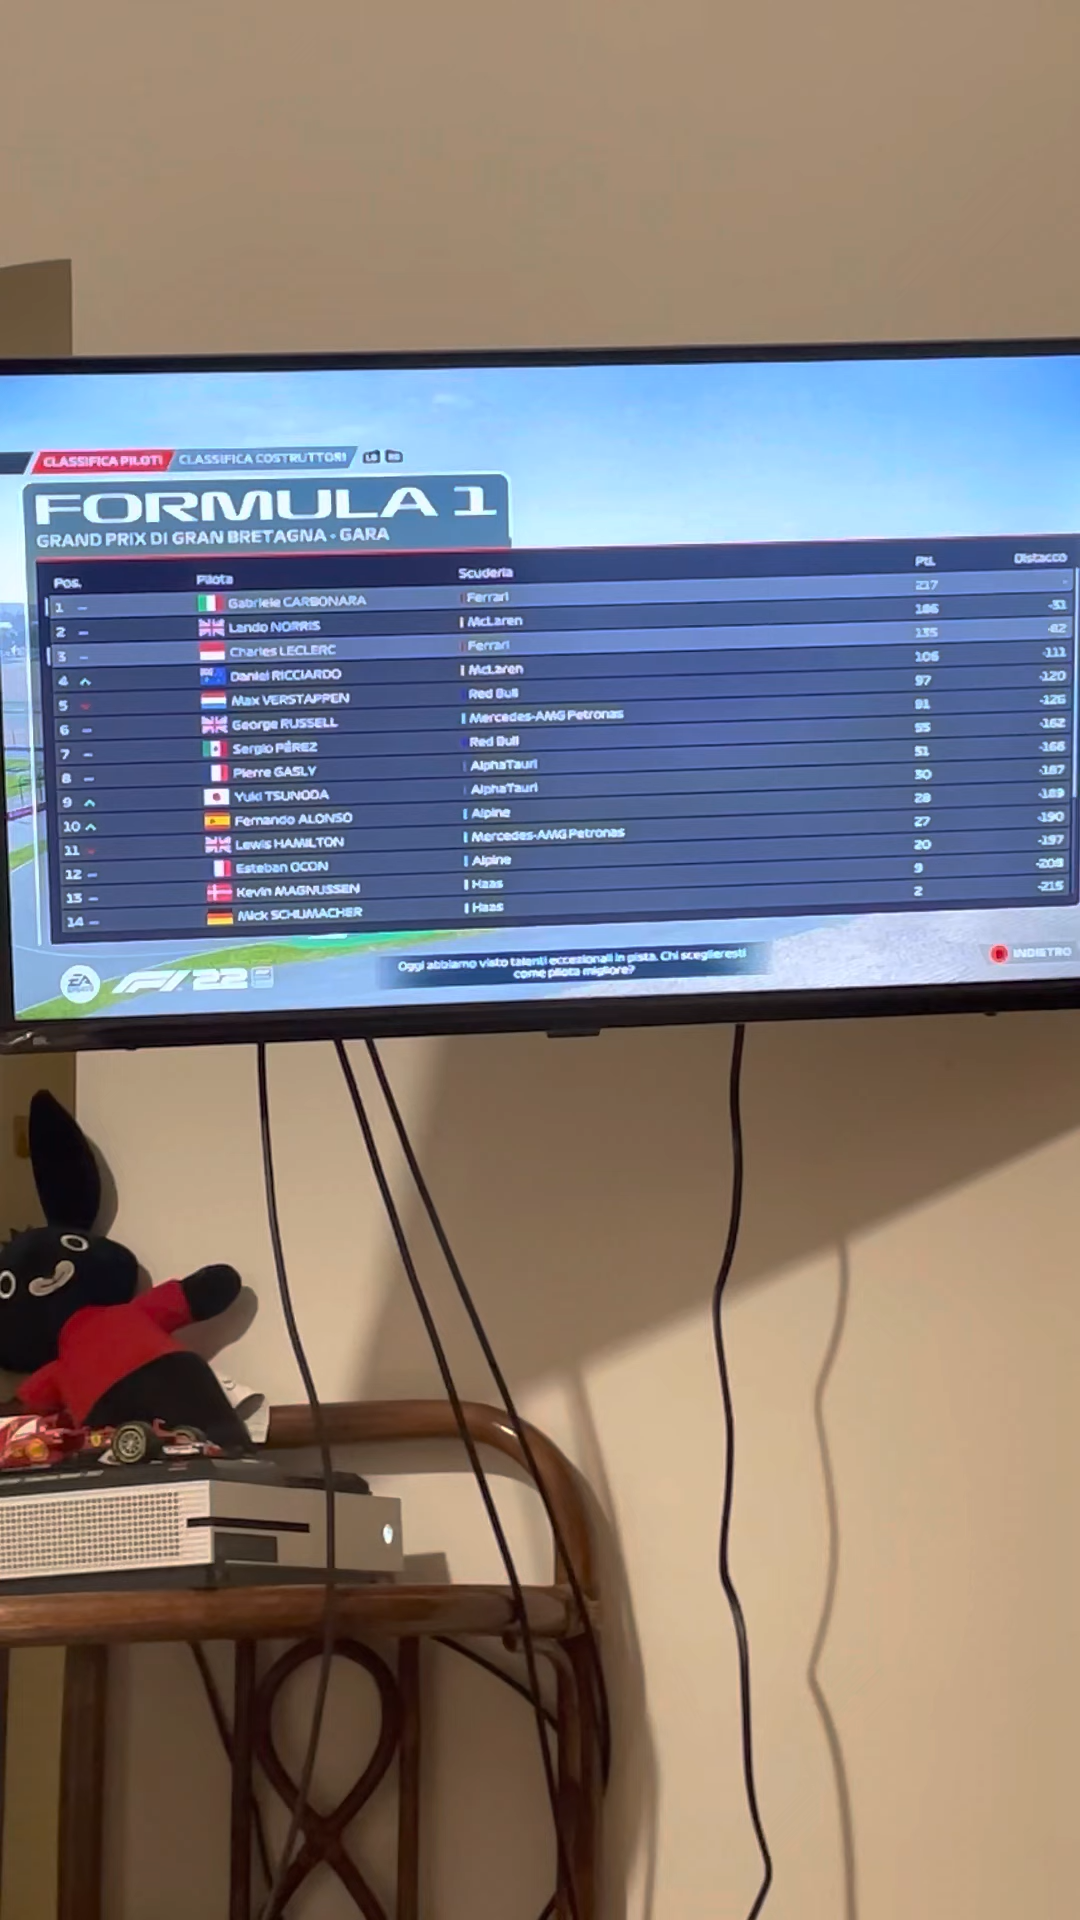 CLASSIFICA PILOTI CLASSIFICA COSTRUTTORI LB RB
FORMULA 1
GRAND PRIX DI GRAN BRETAGNA - GARA
Pos. Pilota Scuderia Pti. Distacco
1 – Gabriele CARBONARA Ferrari 217 -
2 – Lando NORRIS McLaren 186 -31
3 – Charles LECLERC Ferrari 135 -82
4 Daniel RICCIARDO McLaren 106 -111
5 Max VERSTAPPEN Red Bull 97 -120
6 – George RUSSELL Mercedes-AMG Petronas 91 -126
7 – Sergio PÉREZ Red Bull 55 -162
8 – Pierre GASLY AlphaTauri 51 -166
9 Yuki TSUNODA AlphaTauri 30 -187
10 Fernando ALONSO Alpine 28 -189
11 Lewis HAMILTON Mercedes-AMG Petronas 27 -190
12 – Esteban OCON Alpine 20 -197
13 – Kevin MAGNUSSEN Haas 9 -208
14 – Mick SCHUMACHER Haas 2 -215
EA F1 22
Oggi abbiamo visto talenti eccezionali in pista. Chi sceglieresti
come pilota migliore?
B INDIETRO